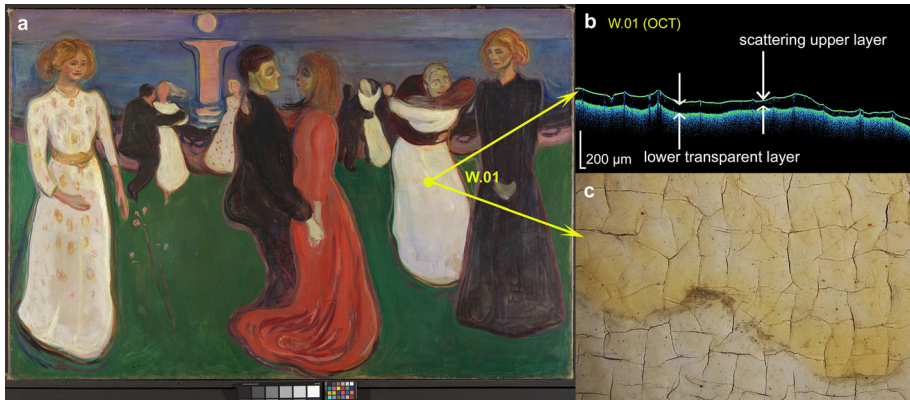 a
W.01
b
W.01 (OCT)
scattering upper layer
200 µm
lower transparent layer
c